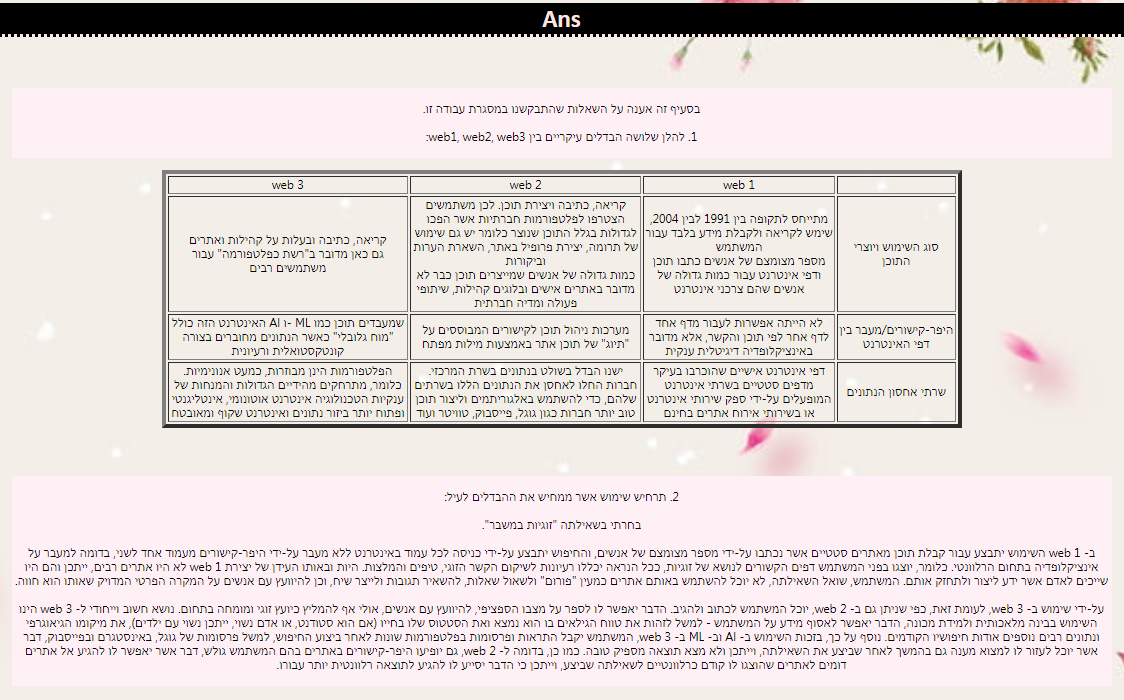 Ans
בסעיף זה אענה על השאלות שהתבקשנו במסגרת עבודה זו.
1. להלן שלושה הבדלים עיקריים בין web1, web2, web3:
web 1
web 2
web 3
סוג השימוש ויוצרי
התוכן
מתייחס לתקופה בין 1991 לבין 2004,
שימש לקריאה ולקבלת מידע בלבד עבור
המשתמש
מספר מצומצם של אנשים כתבו תוכן
ודפי אינטרנט עבור כמות גדולה של
אנשים שהם צרכני אינטרנט
קריאה, כתיבה ויצירת תוכן. לכן משתמשים
הצטרפו לפלטפורמות חברתיות אשר הפכו
לגדולות בגלל התוכן שנוצר כלומר יש גם שימוש
של תרומה, יצירת פרופיל באתר, השארת הערות
וביקורות
כמות גדולה של אנשים שמייצרים תוכן כבר לא
מדובר באתרים אישים ובלוגים קהילות, שיתופי
פעולה ומדיה חברתית
קריאה, כתיבה ובעלות על קהילות ואתרים
גם כאן מדובר ב"רשת כפלטפורמה" עבור
משתמשים רבים
היפר-קישורים/מעבר בין
דפי האינטרנט
לא הייתה אפשרות לעבור מדף אחד
לדף אחר לפי תוכן והקשר, אלא מדובר
באינציקלופדיה דיגיטלית ענקית
מערכות ניהול תוכן לקישורים המבוססים על
"תיוג" של תוכן אתר באמצעות מילות מפתח
שמעבדים תוכן כמו ML -ו AI האינטרנט הזה כולל
"מוח גלובלי" כאשר הנתונים מחוברים בצורה
קונטקסטואלית ורעיונית
שרתי אחסון הנתונים
דפי אינטרנט אישיים שהוכרבו בעיקר
מדפים סטטיים בשרתי אינטרנט
המופעלים על-ידי ספק שירותי אינטרנט
או בשירותי אירוח אתרים בחינם
ישנו הבדל בשולט בנתונים בשרת המרכזי.
חברות החלו לאחסן את הנתונים הללו בשרתים
שלהם, כדי להשתמש באלגוריתמים וליצור תוכן
טוב יותר חברות כגון גוגל, פייסבוק, טוויטר ועוד
הפלטפורמות הינן מבוזרות, כמעט אנונימיות.
כלומר, מתרחקים מהידיים הגדולות והמנחות של
ענקיות הטכנולוגיה אינטרנט אוטונומי, אינטליגנטי
ופתוח יותר ביזור נתונים ואינטרנט שקוף ומאובטח
2. תרחיש שימוש אשר ממחיש את ההבדלים לעיל:
בחרתי בשאילתה "זוגיות במשבר".
ב- web 1 השימוש יתבצע עבור קבלת תוכן מאתרים סטטיים אשר נכתבו על-ידי מספר מצומצם של אנשים, והחיפוש יתבצע על-ידי כניסה לכל עמוד באינטרנט ללא מעבר על-ידי היפר-קישורים מעמוד אחד לשני, בדומה למעבר על
אינציקלופדיה בתחום הרלוונטי. כלומר, יוצגו בפני המשתמש דפים הקשורים לנושא של זוגיות, ככל הנראה יכללו רעיונות לשיקום הקשר הזוגי, טיפים והמלצות. היות ובאותו העידן של יצירת web 1 לא היו אתרים רבים, ייתכן והם היו
שייכים לאדם אשר ידע ליצור ולתחזק אותם. המשתמש, שואל השאילתה, לא יוכל להשתמש באותם אתרים כמעין "פורום" ולשאול שאלות, להשאיר תגובות ולייצר שיח, וכן להיוועץ עם אנשים על המקרה הפרטי המדויק שאותו הוא חווה.
על-ידי שימוש ב- web 3, לעומת זאת, כפי שניתן גם ב- web 2, יוכל המשתמש לכתוב ולהגיב. הדבר יאפשר לו לספר על מצבו הספציפי, להיוועץ עם אנשים, אולי אף להמליץ כיועץ זוגי ומומחה בתחום. נושא חשוב וייחודי ל- web 3 הינו
השימוש בבינה מלאכותית ולמידת מכונה, הדבר יאפשר לאסוף מידע על המשתמש - למשל לזהות את טווח הגילאים בו הוא נמצא ואת הסטטוס שלו בחייו (אם הוא סטודנט, או אדם נשוי, ייתכן נשוי עם ילדים), את מיקומו הגיאוגרפי
ונתונים רבים נוספים אודות חיפושיו הקודמים. נוסף על כך, בזכות השימוש ב- AI וב- ML ב- web 3, המשתמש יקבל התראות ופרסומות בפלטפורמות שונות לאחר ביצוע החיפוש, למשל פרסומות של גוגל, באינסטגרם ובפייסבוק, דבר
אשר יוכל לעזור לו למצוא מענה גם בהמשך לאחר שביצע את השאילתה, וייתכן ולא מצא תוצאה מספיק טובה. כמו כן, בדומה ל- web 2, גם יופיעו היפר-קישורים באתרים בהם המשתמש גולש, דבר אשר יאפשר לו להגיע אל אתרים
דומים לאתרים שהוצגו לו קודם כרלוונטיים לשאילתה שביצע, וייתכן כי הדבר יסייע לו להגיע לתוצאה רלוונטית יותר עבורו.